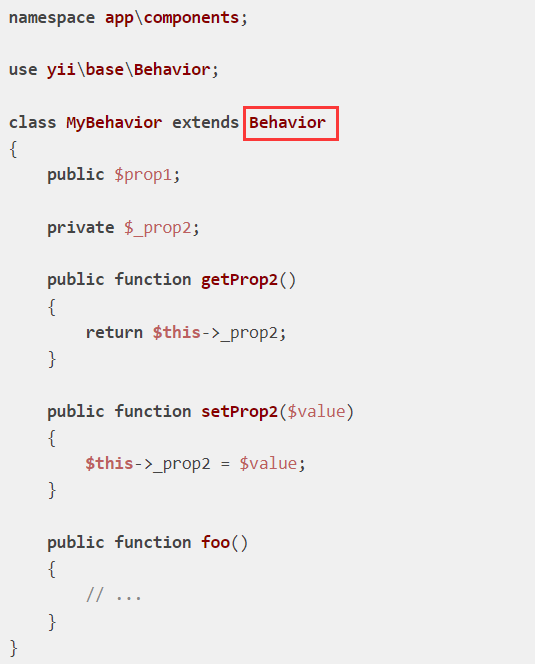 namespace app\components;
use yii\base\Behavior;
class MyBehavior extends Behavior
{
public $prop1;
private $_prop2;
public function getProp2()
{
return $this->_prop2;
}
public function setProp2($value)
{
$this->_prop2 = $value;
}
public function foo()
{
// ...
}
}